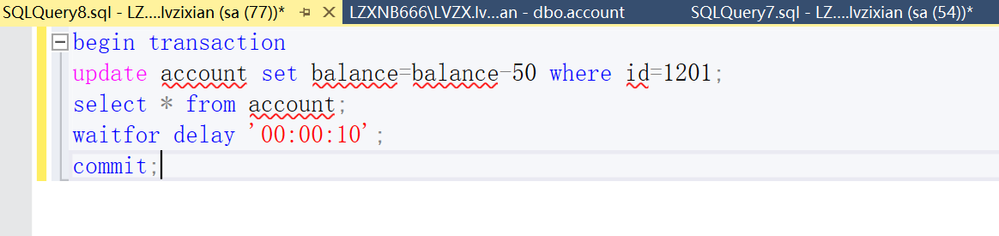 SQLQuery8.sql - LZ....lvzixian (sa (77))* LZXNB666\LVZX.lv...an - dbo.account SQLQuery7.sql - LZ....lvzixian (sa (54))*
begin transaction
update account set balance=balance-50 where id=1201;
select * from account;
waitfor delay '00:00:10';
commit;